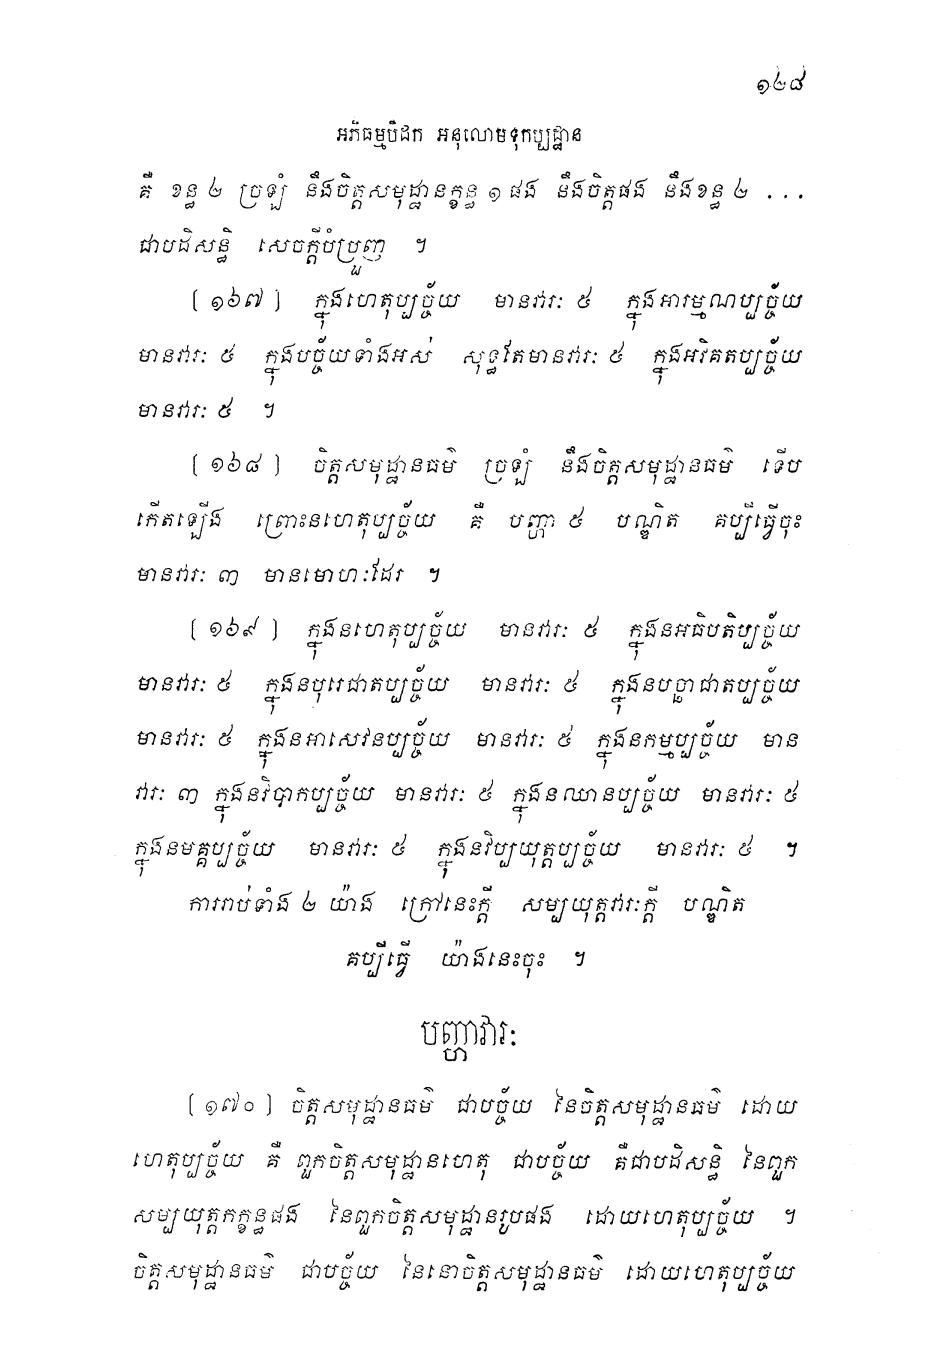 ១២៨
អភិធម្មបិដក អនុលោមទុកប្បដ្ឋាន
គឺ ខន្ធ ២ ច្រឡំ នឹងចិត្តសមុដ្ឋានក្ខន្ធ ១ ផង នឹងចិត្តផង នឹងខន្ធ ២ ...
ជាបដិសន្ធិ សេចក្តីបំប្រួញ ។
(១៦៧) ក្នុងហេតុប្បច្ច័យ មានវារៈ ៥ ក្នុងអារម្មណប្បច្ច័យ
មានវារៈ ៥ ក្នុងបច្ច័យទាំងអស់ សុទ្ធតែមានវារៈ ៥ ក្នុងអវិគតប្បច្ច័យ
មានវារៈ ៥ ។
(១៦៨) ចិត្តសមុដ្ឋានធម៌ ច្រឡំ នឹងចិត្តសមុដ្ឋានធម៌ ទើប
កើតឡើង ព្រោះនហេតុប្បច្ច័យ គឺ បញ្ហា ៥ បណ្ឌិត គប្បីធ្វើចុះ
មានវារៈ ៣ មានមោហៈដែរ ។
(១៦៩) ក្នុងនហេតុប្បច្ច័យ មានវារៈ ៥ ក្នុងនអធិបតិប្បច្ច័យ
មានវារៈ ៥ ក្នុងនបុរេជាតប្បច្ច័យ មានវារៈ ៥ ក្នុងនបច្ឆាជាតប្បច្ច័យ
មានវារៈ ៥ ក្នុងនអាសេវនប្បច្ច័យ មានវារៈ ៥ ក្នុងនកម្មប្បច្ច័យ មាន
វារៈ ៣ ក្នុងនវិបាកប្បច្ច័យ មានវារៈ ៥ ក្នុងនឈានប្បច្ច័យ មានវារៈ ៥
ក្នុងនមគ្គប្បច្ច័យ មានវារៈ ៥ ក្នុងនវិប្បយុត្តប្បច្ច័យ មានវារៈ ៥ ។
ការរាប់ទាំង ២ យ៉ាង ក្រៅនេះក្តី សម្បយុត្តវារៈក្តី បណ្ឌិត
គប្បីធ្វើ យ៉ាងនេះចុះ ។
បញ្ហាវារៈ
(១៧០) ចិត្តសមុដ្ឋានធម៌ ជាបច្ច័យ នៃចិត្តសមុដ្ឋានធម៌ ដោយ
ហេតុប្បច្ច័យ គឺ ពួកចិត្តសមុដ្ឋានហេតុ ជាបច្ច័យ គឺជាបដិសន្ធិ នៃពួក
សម្បយុត្តកក្ខន្ធផង នៃពួកចិត្តសមុដ្ឋានរូបផង ដោយហេតុប្បច្ច័យ ។
ចិត្តសមុដ្ឋានធម៌ ជាបច្ច័យ នៃនោចិត្តសមុដ្ឋានធម៌ ដោយហេតុប្បច្ច័យ